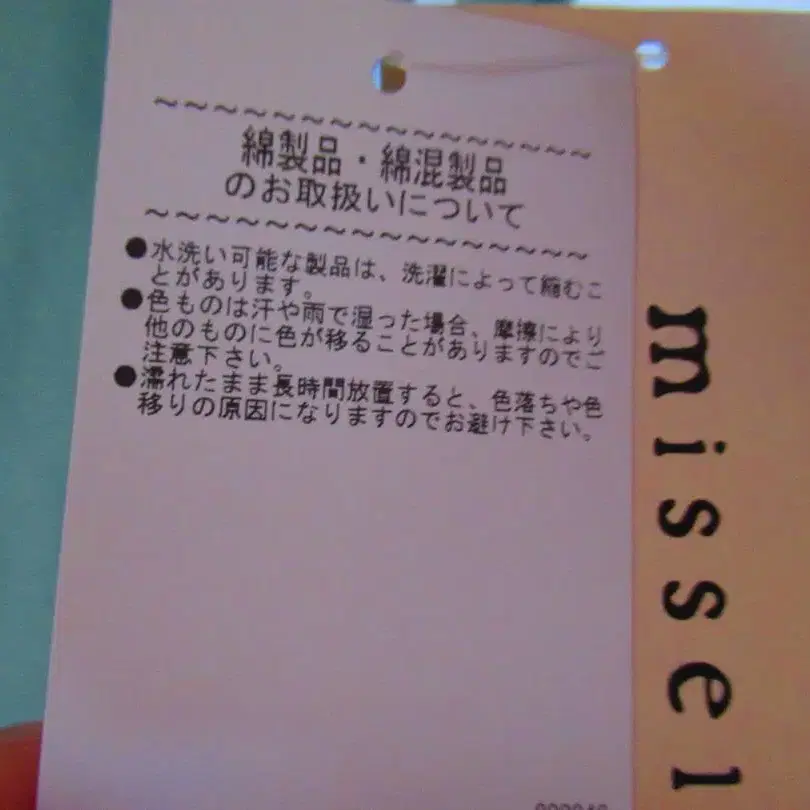 ~~~~~~~~~~~~~~~~
綿製品・綿混製品
のお取扱いについて
~~~~~~~~~~~~~~~~
●水洗い可能な製品は、洗濯によって縮むこ
とがあります。
●色ものは汗や雨で湿った場合、摩擦により
他のものに色が移ることがありますのでご
注意下さい。
●濡れたまま長時間放置すると、色落ちや色
移りの原因になりますのでお避け下さい。
missel